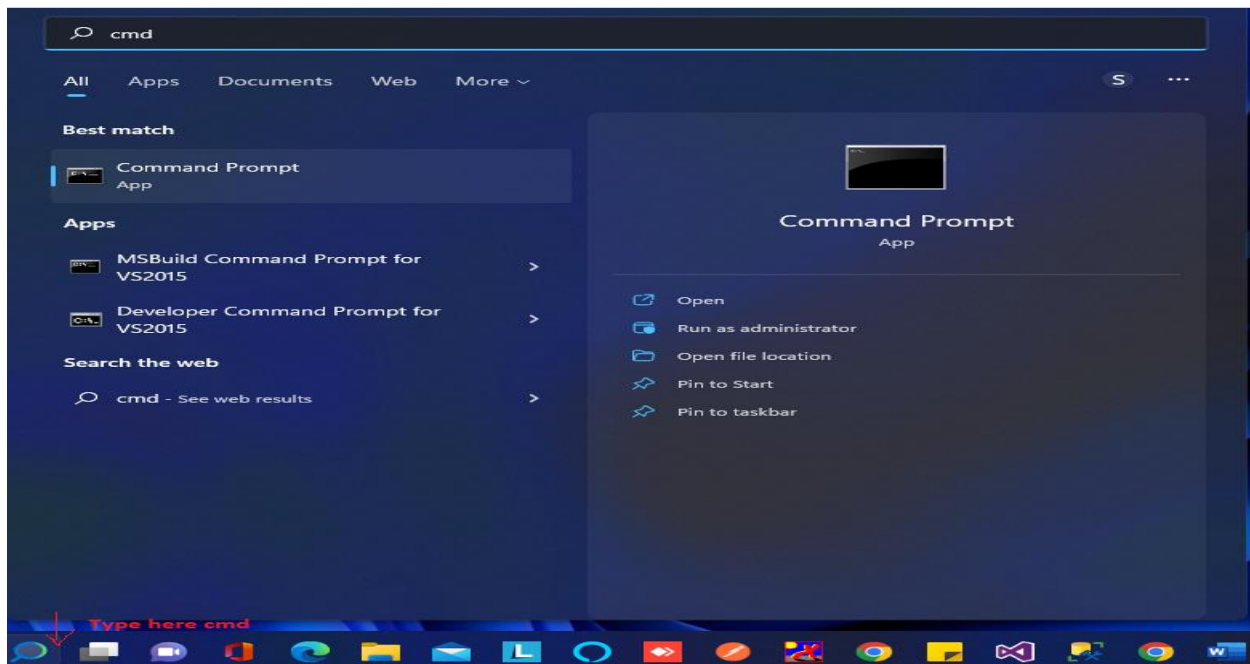 cmd
All Apps Documents Web More
S ...
Best match
Command Prompt
App
Apps
MSBuild Command Prompt for
VS2015
Developer Command Prompt for
VS2015
Search the web
cmd - See web results
Command Prompt
App
Open
Run as administrator
Open file location
Pin to Start
Pin to taskbar
Type here cmd
L
W